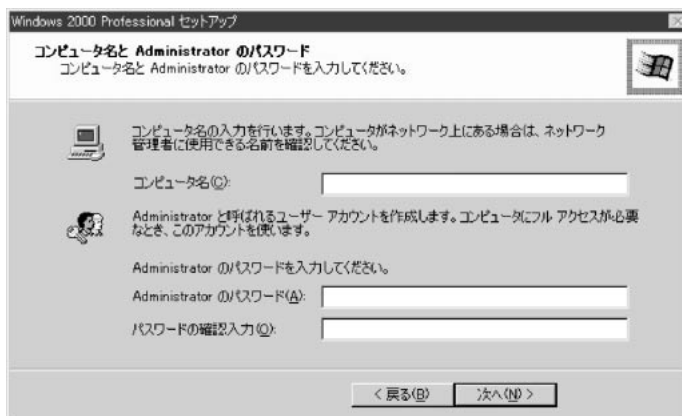 Windows 2000 Professional セットアップ
コンピュータ名と Administrator のパスワード
コンピュータ名と Administrator のパスワードを入力してください。
コンピュータ名の入力を行います。コンピュータがネットワーク上にある場合は、ネットワーク
管理者に使用できる名前を確認してください。
コンピュータ名(C):
Administrator と呼ばれるユーザー アカウントを作成します。コンピュータにフル アクセスが必要
なとき、このアカウントを使います。
Administrator のパスワードを入力してください。
Administrator のパスワード(A):
パスワードの確認入力(O):
< 戻る(B)
次へ(N) >